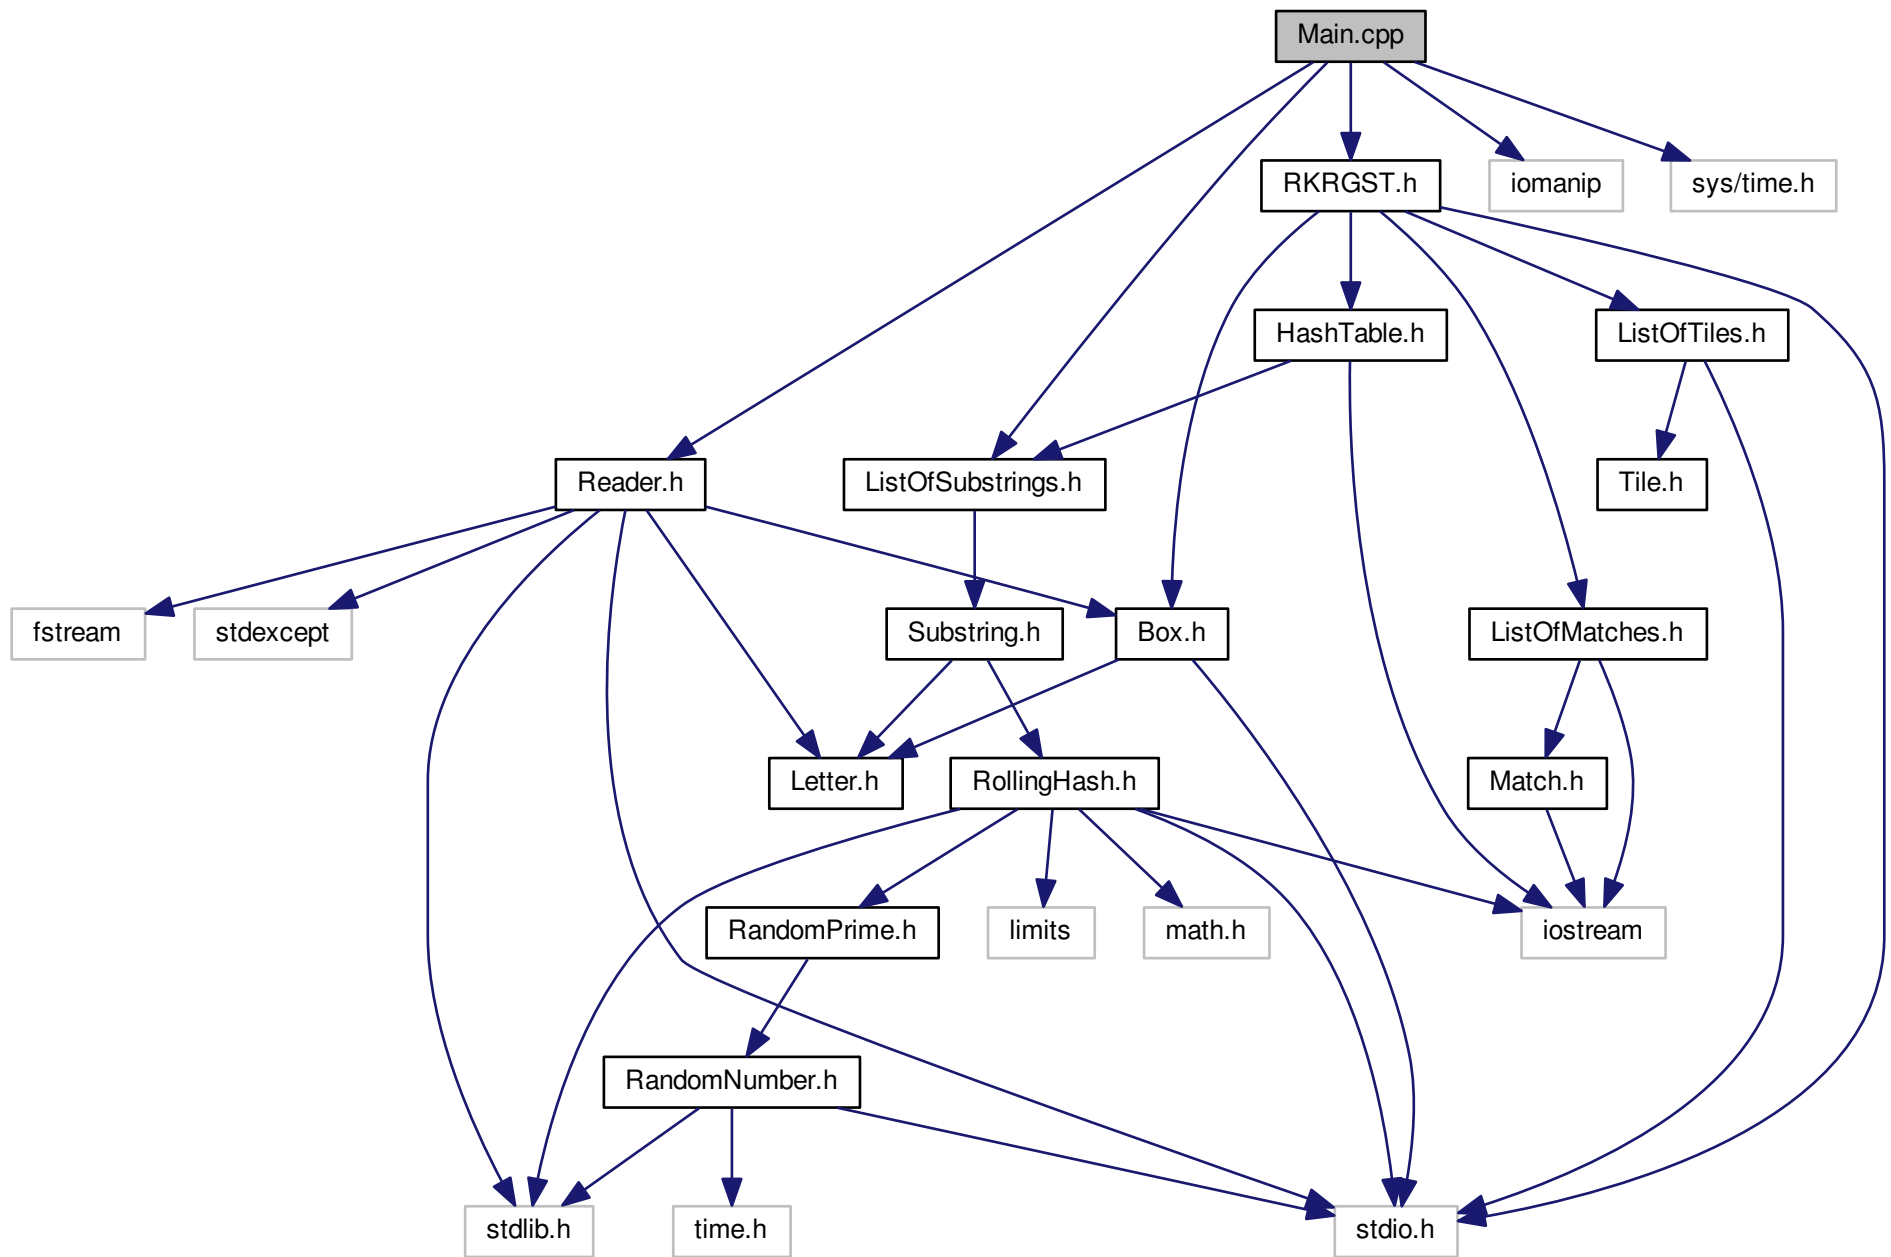 Main.cpp
RKRGST.h
iomanip
sys/time.h
HashTable.h
ListOfTiles.h
Reader.h
ListOfSubstrings.h
Tile.h
fstream
stdexcept
Substring.h
Box.h
ListOfMatches.h
Letter.h
RollingHash.h
Match.h
RandomPrime.h
limits
math.h
iostream
RandomNumber.h
stdlib.h
time.h
stdio.h